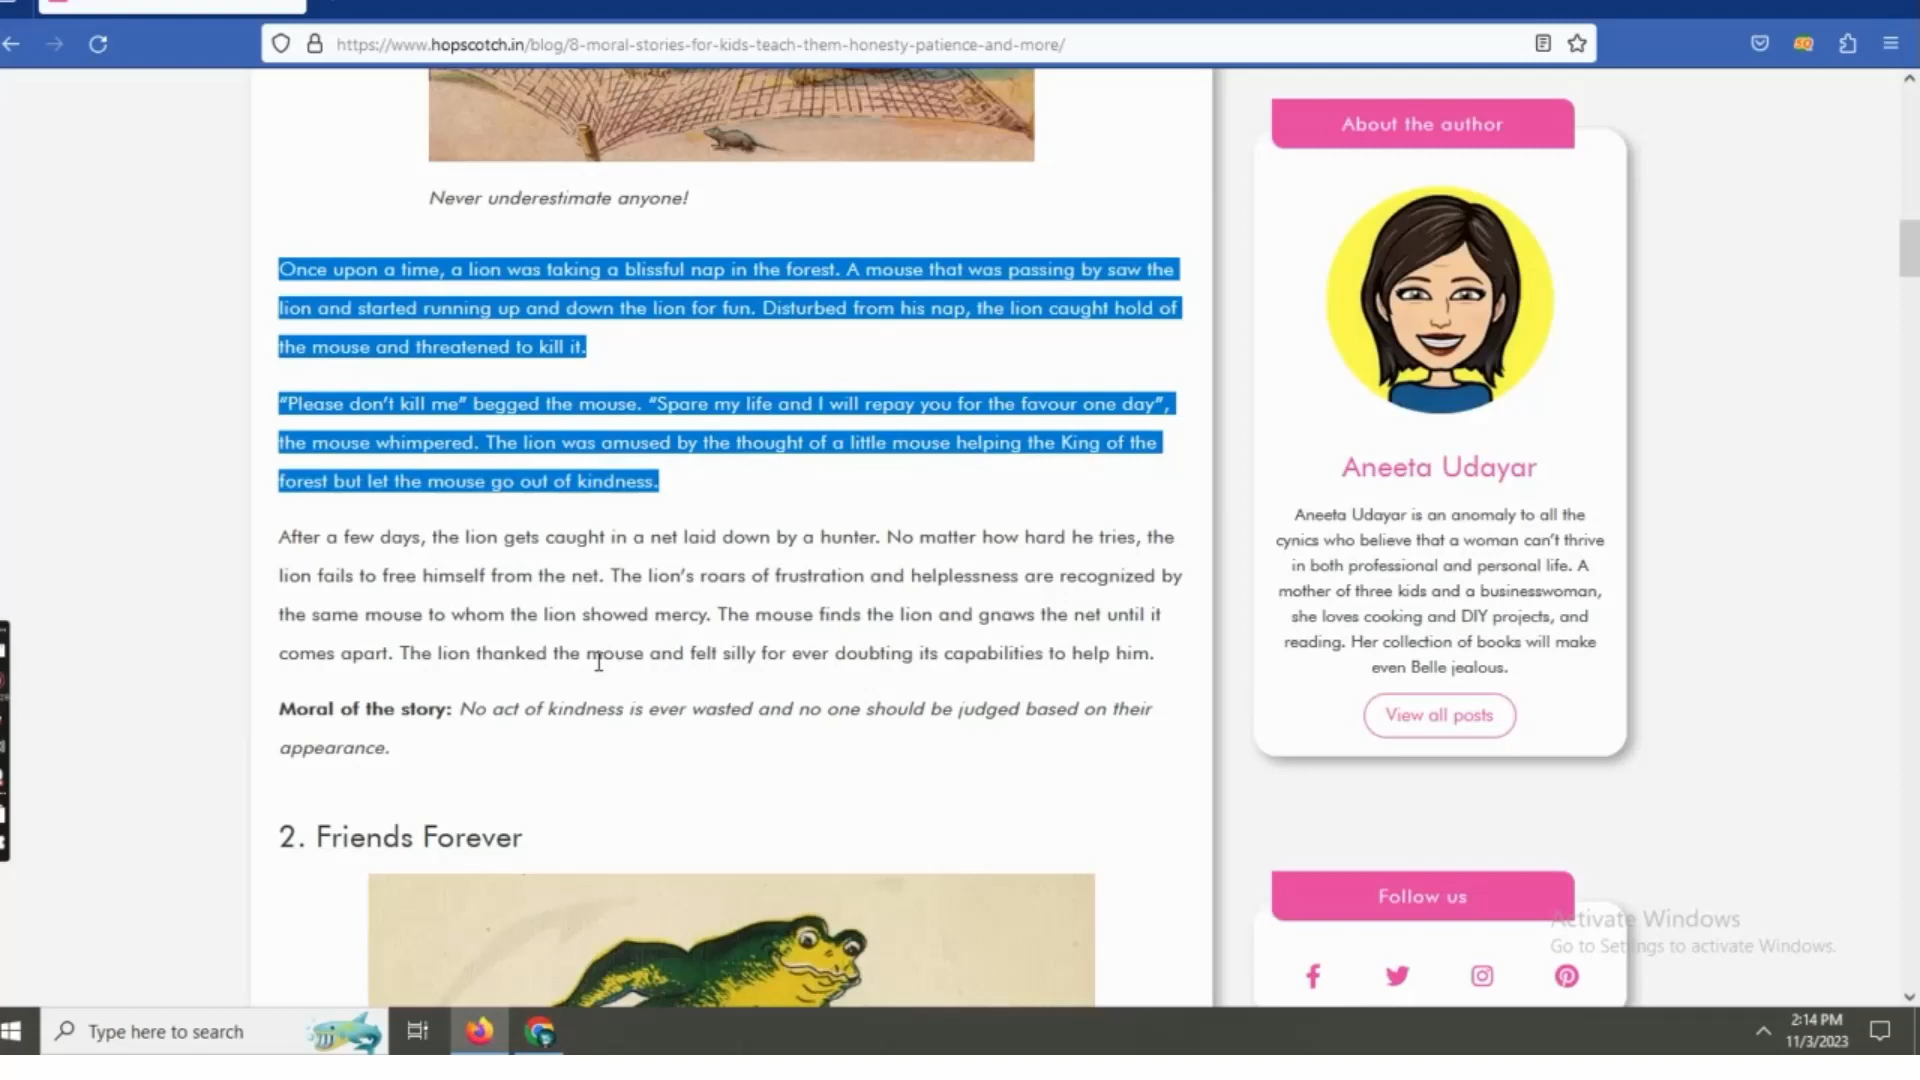 https://www.hopscotch.in/blog/8-moral-stories-for-kids-teach-them-honesty-patience-and-more/
Never underestimate anyone!
Once upon a time, a lion was taking a blissful nap in the forest. A mouse that was passing by saw the
lion and started running up and down the lion for fun. Disturbed from his nap, the lion caught hold of
the mouse and threatened to kill it.
“Please don’t kill me” begged the mouse. “Spare my life and I will repay you for the favour one day”,
the mouse whimpered. The lion was amused by the thought of a little mouse helping the King of the
forest but let the mouse go out of kindness.
After a few days, the lion gets caught in a net laid down by a hunter. No matter how hard he tries, the
lion fails to free himself from the net. The lion’s roars of frustration and helplessness are recognized by
the same mouse to whom the lion showed mercy. The mouse finds the lion and gnaws the net until it
comes apart. The lion thanked the mouse and felt silly for ever doubting its capabilities to help him.
Moral of the story: No act of kindness is ever wasted and no one should be judged based on their
appearance.
2. Friends Forever
About the author
Aneeta Udayar
Aneeta Udayar is an anomaly to all the
cynics who believe that a woman can’t thrive
in both professional and personal life. A
mother of three kids and a businesswoman,
she loves cooking and DIY projects, and
reading. Her collection of books will make
even Belle jealous.
View all posts
Follow us
Activate Windows
Go to Settings to activate Windows.
Type here to search
2:14 PM
11/3/2023